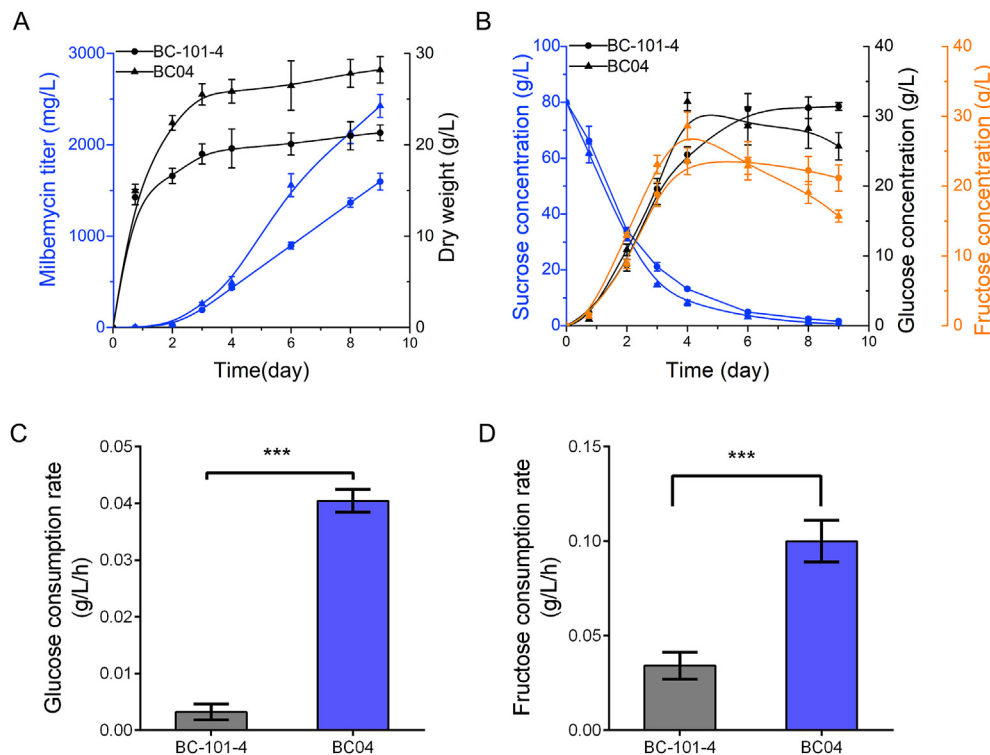 A
BC-101-4
BC04
Milbemycin titer (mg/L)
3000
2000
1000
0
30
20
10
0
Dry weight (g/L)
0
2
4
6
8
10
Time(day)
B
BC-101-4
BC04
Sucrose concentration (g/L)
100
80
60
40
20
0
40
30
20
10
0
Glucose concentration (g/L)
40
30
20
10
0
Fructose concentration (g/L)
0
2
4
6
8
10
Time (day)
C
Glucose consumption rate
(g/L/h)
0.05
0.04
0.03
0.02
0.01
0.00
***
BC-101-4
BC04
D
Fructose consumption rate
(g/L/h)
0.15
0.10
0.05
0.00
***
BC-101-4
BC04